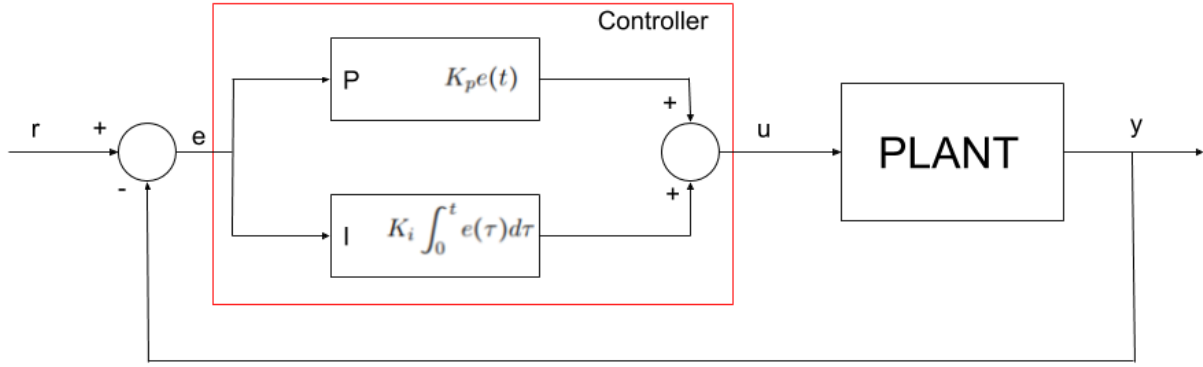 Controller
P K_p e(t)
r + e + u PLANT y
-
+
I K_i ∫_0^t e(τ)dτ